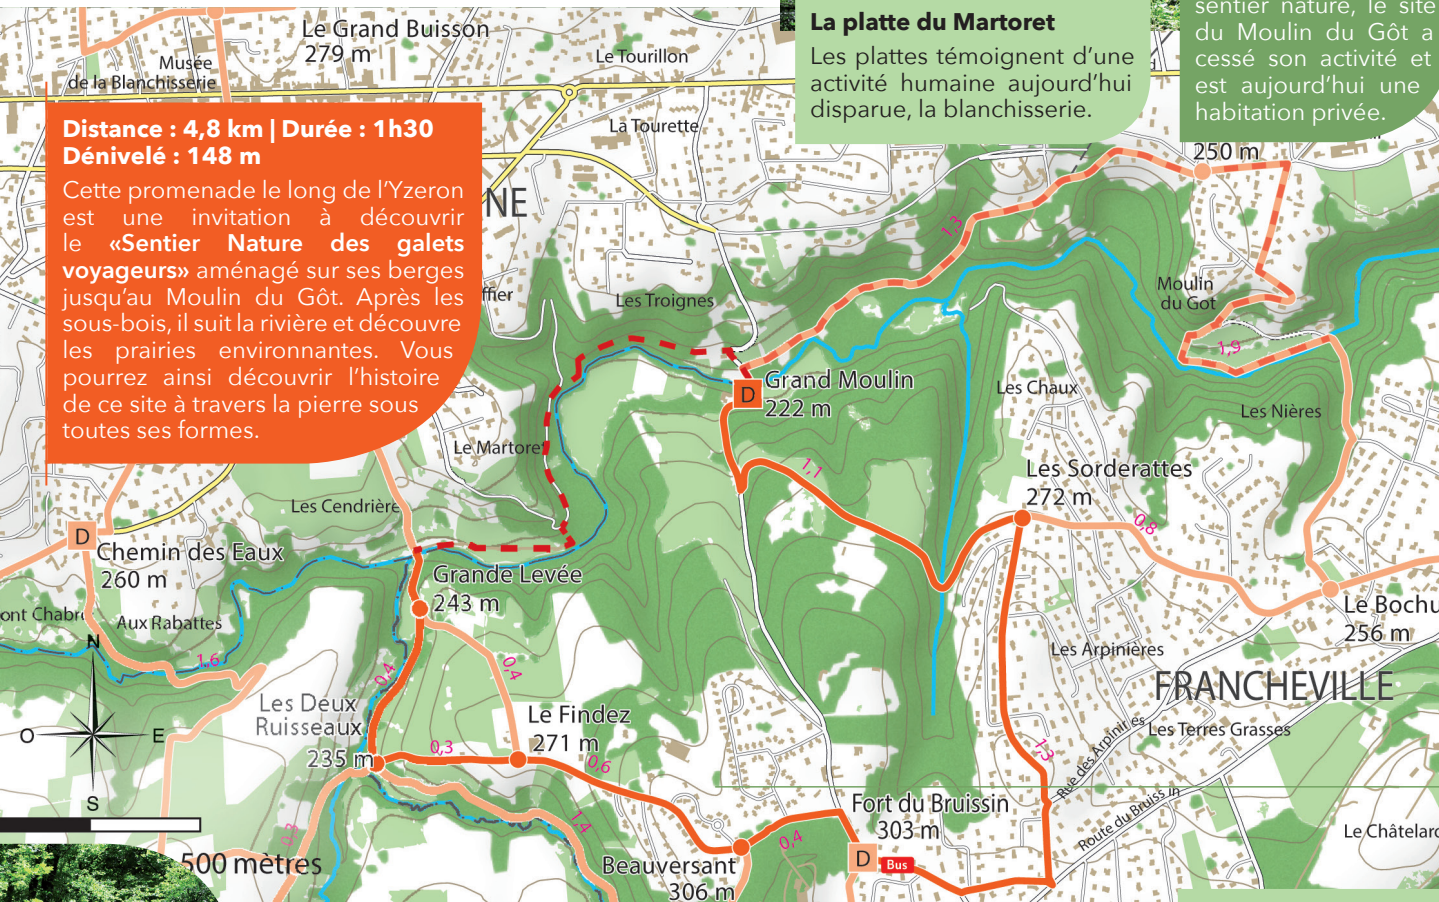 Le Grand Buisson
279 m
Musée
de la Blanchisserie
Le Tourillon
La Tourette
La platte du Martoret
Les plattes témoignent d'une
activité humaine aujourd'hui
disparue, la blanchisserie.
sentier nature, le site
du Moulin du Gôt a
cessé son activité et
est aujourd'hui une
habitation privée.
250 m
Distance : 4,8 km | Durée : 1h30
Dénivelé : 148 m
Cette promenade le long de l'Yzeron
est une invitation à découvrir
le «Sentier Nature des galets
voyageurs» aménagé sur ses berges
jusqu'au Moulin du Gôt. Après les
sous-bois, il suit la rivière et découvre
les prairies environnantes. Vous
pourrez ainsi découvrir l'histoire
de ce site à travers la pierre sous
toutes ses formes.
NE
ffier
Les Troignes
1,3
Moulin
du Got
1,9
D
Grand Moulin
222 m
Les Chaux
Les Nières
Le Martoret
1,1
Les Sorderattes
272 m
0,8
Les Cendrière
D
Chemin des Eaux
260 m
Grande Levée
243 m
Le Bochu
256 m
ont Chabr
Aux Rabattes
N
O
E
S
1,6
0,4
0,4
Les Arpinières
FRANCHEVILLE
Les Deux
Ruisseaux
235 m
0,3
Le Findez
271 m
0,6
Les Terres Grasses
1,3
Rue des Arpinières
Route du Bruissin
Fort du Bruissin
303 m
Le Châtelard
0,3
1,4
0,4
D
Bus
500 mètres
Beauversant
306 m